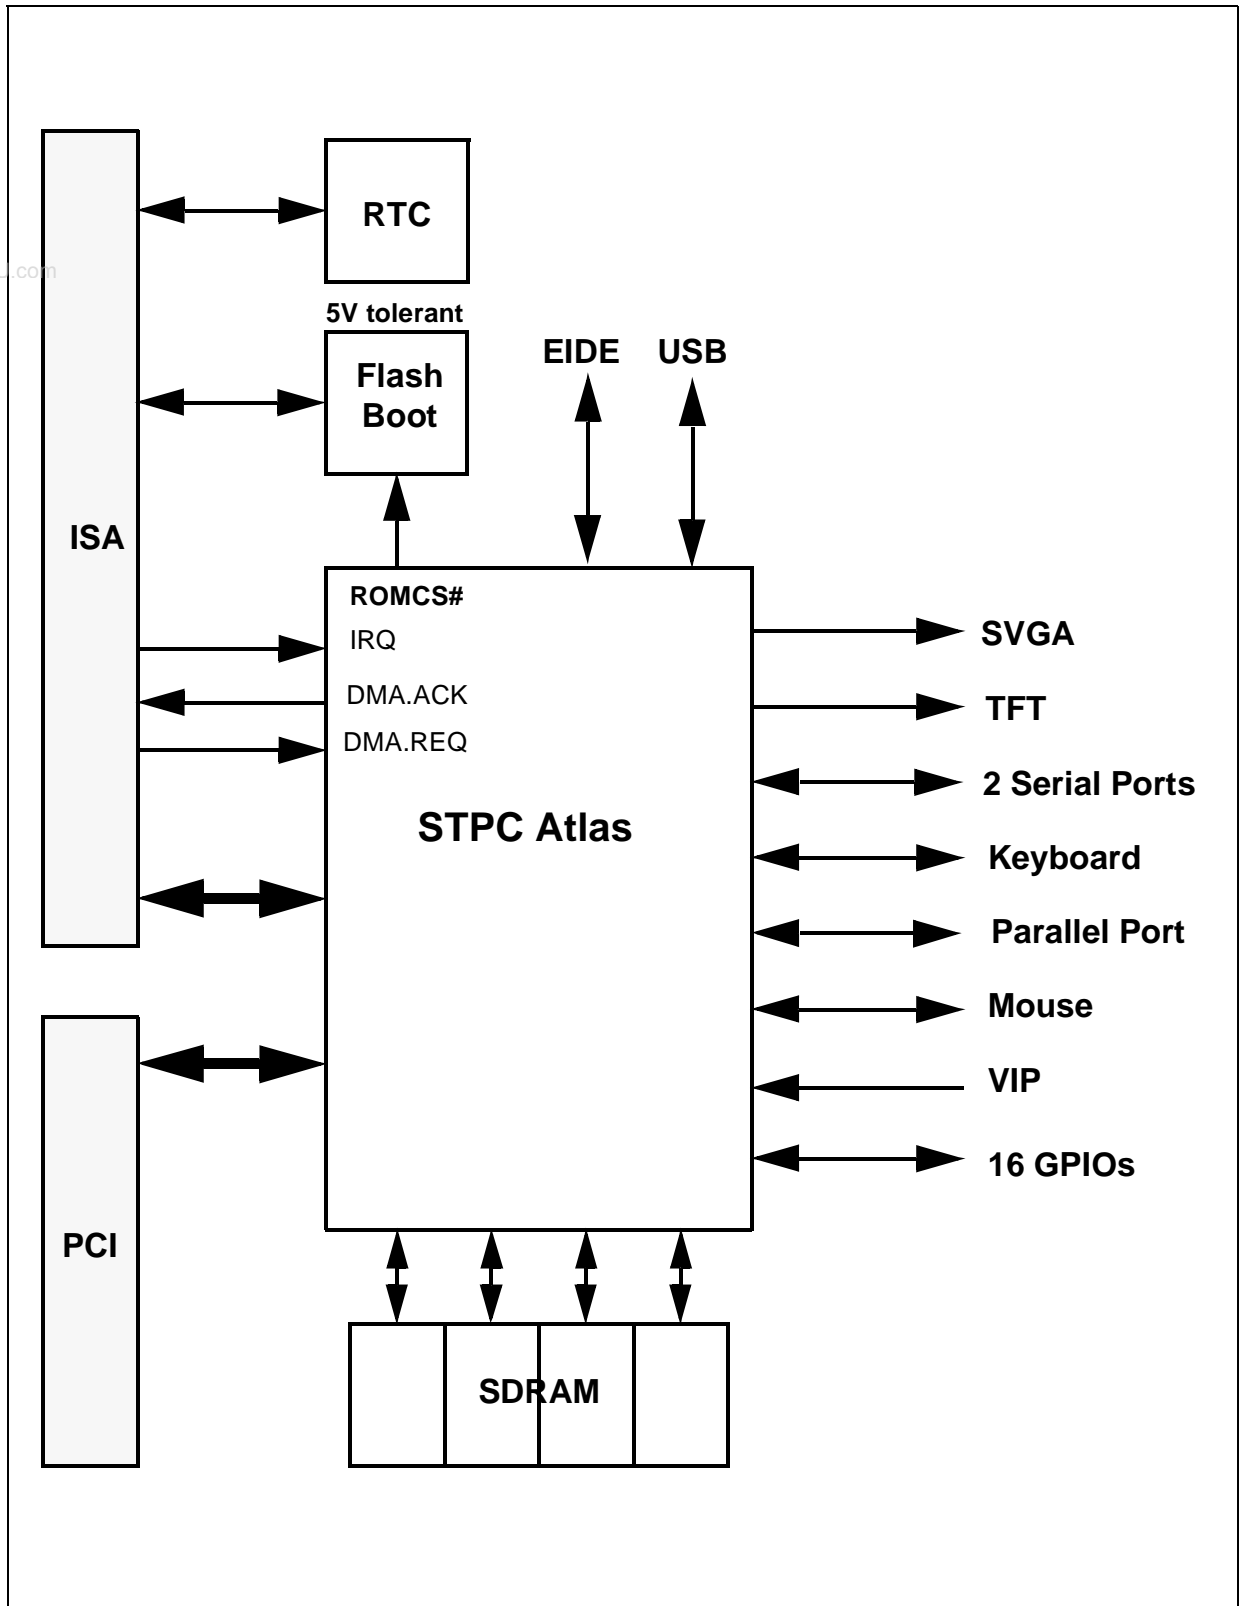 RTC
.com
5V tolerant
Flash
Boot
EIDE USB
ISA
ROMCS#
IRQ
DMA.ACK
DMA.REQ
STPC Atlas
SVGA
TFT
2 Serial Ports
Keyboard
Parallel Port
Mouse
VIP
16 GPIOs
PCI
SDRAM